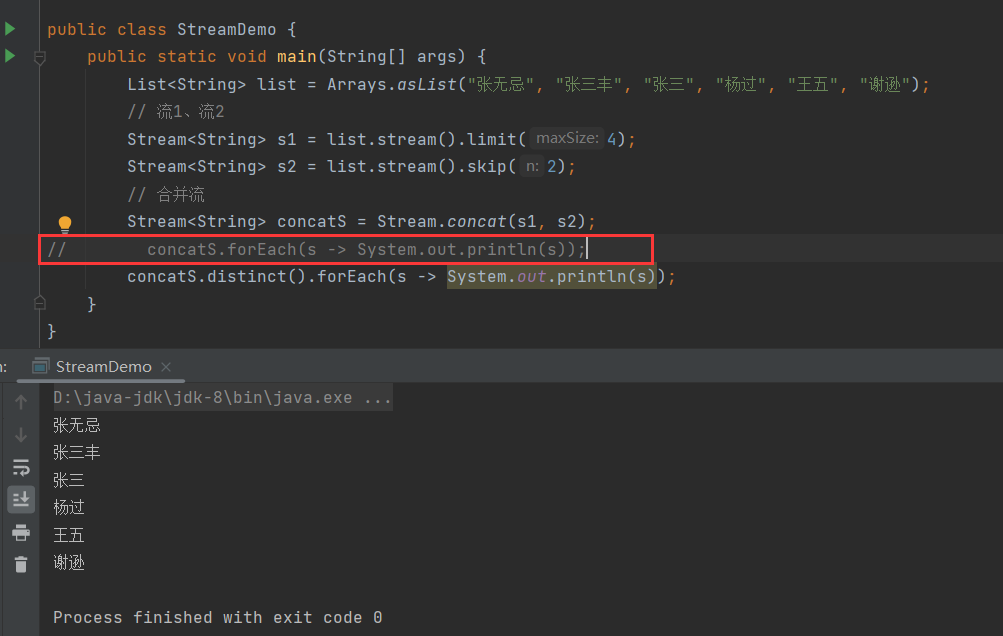 public class StreamDemo {
public static void main(String[] args) {
List<String> list = Arrays.asList("张无忌", "张三丰", "张三", "杨过", "王五", "谢逊");
// 流1、流2
Stream<String> s1 = list.stream().limit( maxSize: 4);
Stream<String> s2 = list.stream().skip( n: 2);
// 合并流
Stream<String> concatS = Stream.concat(s1, s2);
// concatS.forEach(s -> System.out.println(s));
concatS.distinct().forEach(s -> System.out.println(s));
}
}
: StreamDemo ×
D:\java-jdk\jdk-8\bin\java.exe ...
张无忌
张三丰
张三
杨过
王五
谢逊
Process finished with exit code 0